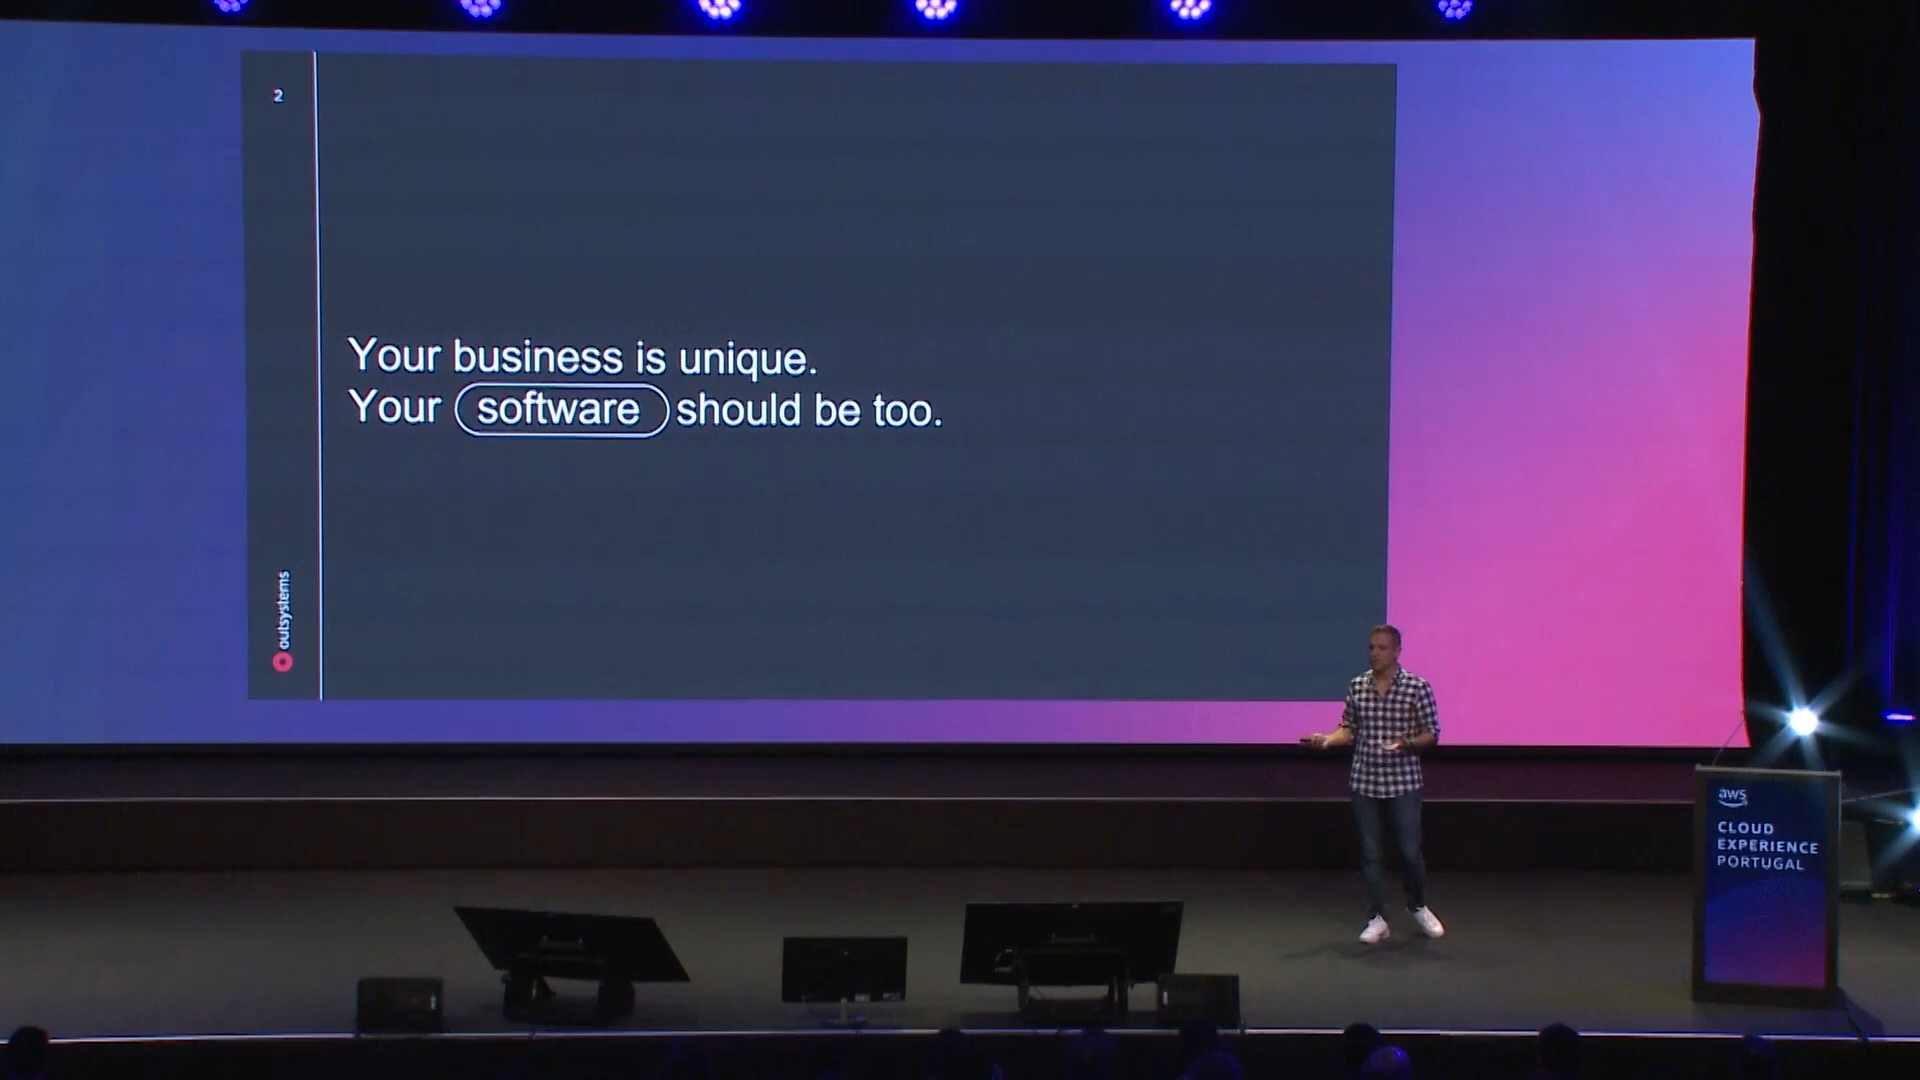 2
Your business is unique.
Your software should be too.
outsystems
aws
CLOUD
EXPERIENCE
PORTUGAL